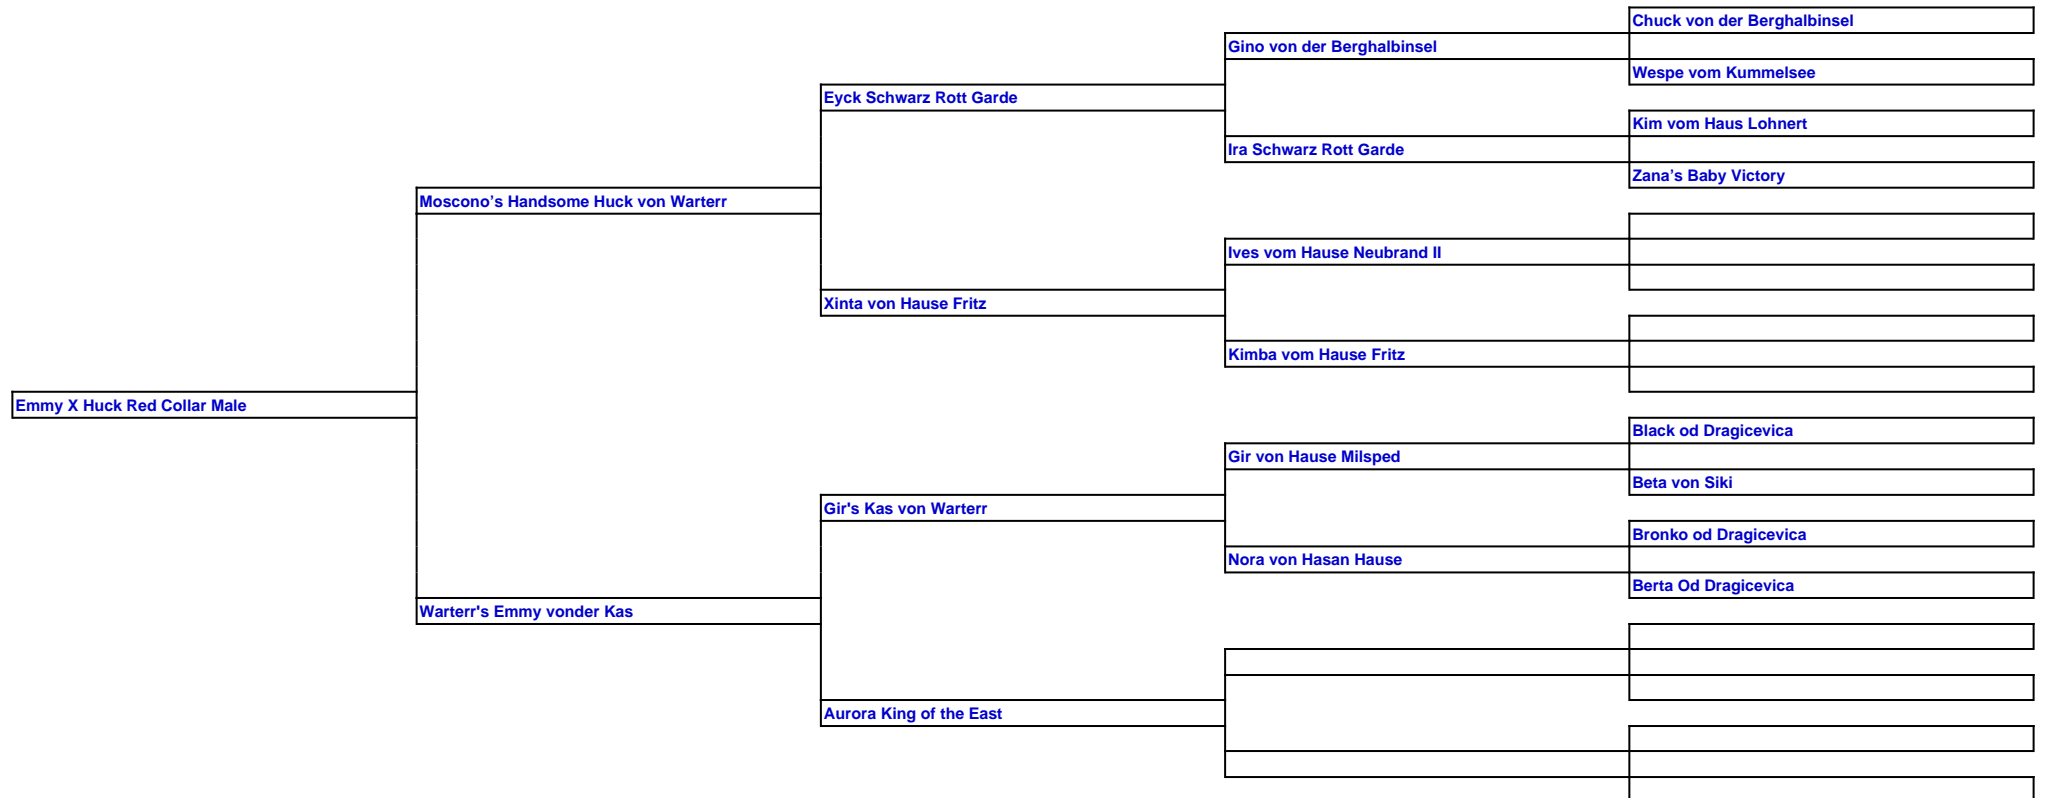 Chuck von der Berghalbinsel
Gino von der Berghalbinsel
Wespe vom Kummelsee
Eyck Schwarz Rott Garde
Kim vom Haus Lohnert
Ira Schwarz Rott Garde
Zana’s Baby Victory
Moscono’s Handsome Huck von Warterr
Ives vom Hause Neubrand II
Xinta von Hause Fritz
Kimba vom Hause Fritz
Emmy X Huck Red Collar Male
Black od Dragicevica
Gir von Hause Milsped
Beta von Siki
Gir's Kas von Warterr
Bronko od Dragicevica
Nora von Hasan Hause
Berta Od Dragicevica
Warterr's Emmy vonder Kas
Aurora King of the East